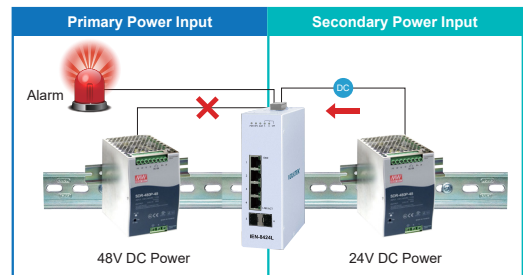 Primary Power Input
Secondary Power Input
Alarm
DC
IEN-8424L
48V DC Power
24V DC Power